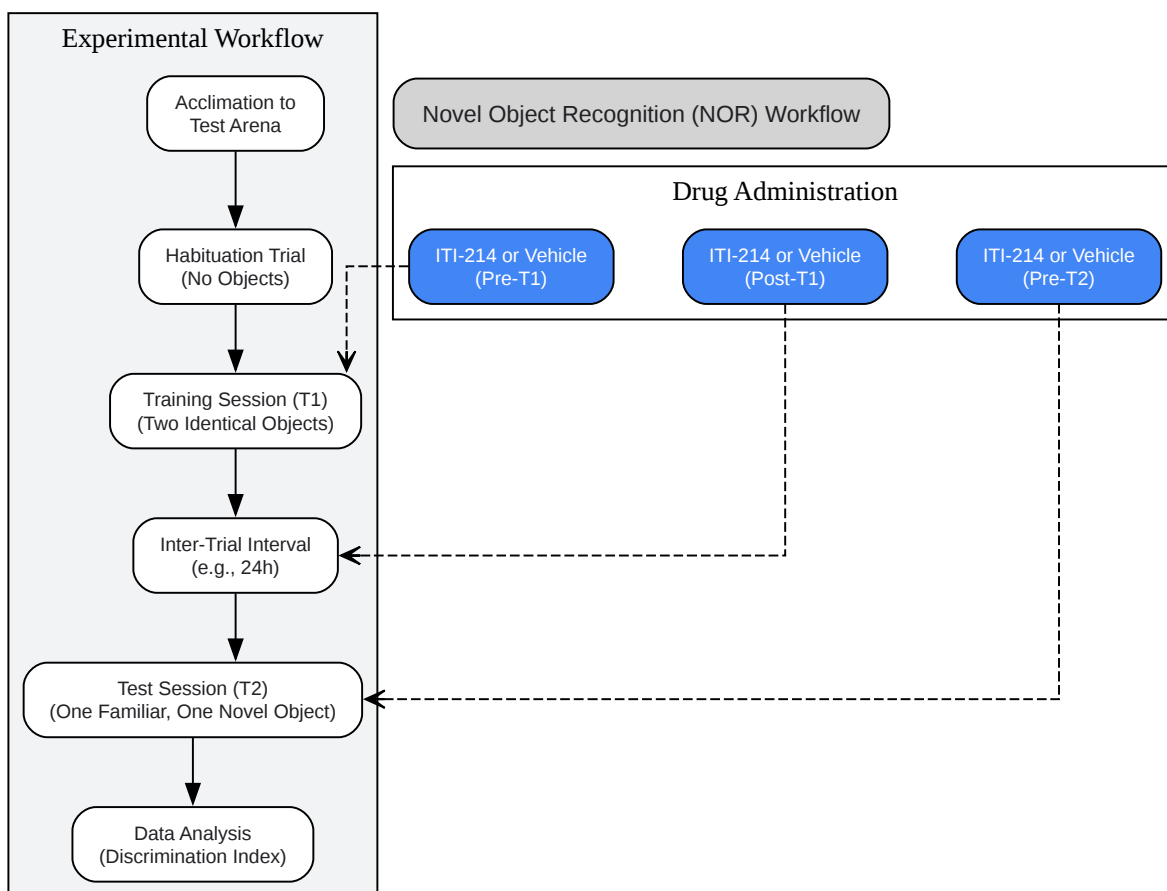 Experimental Workflow
Acclimation to
Test Arena
Novel Object Recognition (NOR) Workflow
Drug Administration
Habituation Trial
(No Objects)
ITI-214 or Vehicle
(Pre-T1)
ITI-214 or Vehicle
(Post-T1)
ITI-214 or Vehicle
(Pre-T2)
Training Session (T1)
(Two Identical Objects)
Inter-Trial Interval
(e.g., 24h)
Test Session (T2)
(One Familiar, One Novel Object)
Data Analysis
(Discrimination Index)